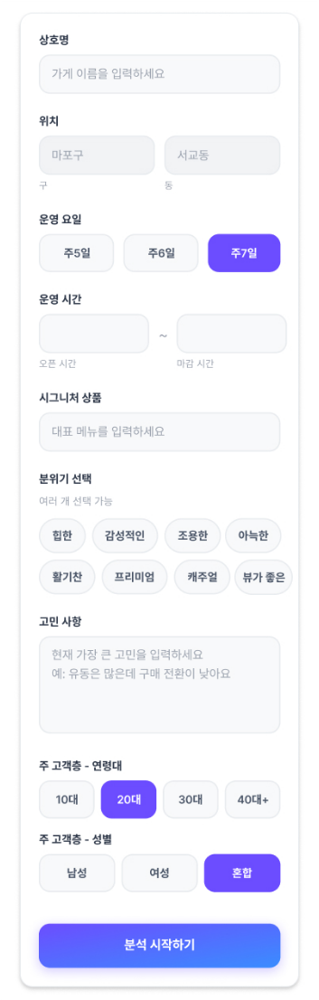 상호명
가게 이름을 입력하세요
위치
마포구 서교동
구 동
운영 요일
주5일 주6일 주7일
운영 시간
~
오픈 시간 마감 시간
시그니처 상품
대표 메뉴를 입력하세요
분위기 선택
여러 개 선택 가능
힙한 감성적인 조용한 아늑한
활기찬 프리미엄 캐주얼 뷰가 좋은
고민 사항
현재 가장 큰 고민을 입력하세요
예: 유동은 많은데 구매 전환이 낮아요
주 고객층 - 연령대
10대 20대 30대 40대+
주 고객층 - 성별
남성 여성 혼합
분석 시작하기